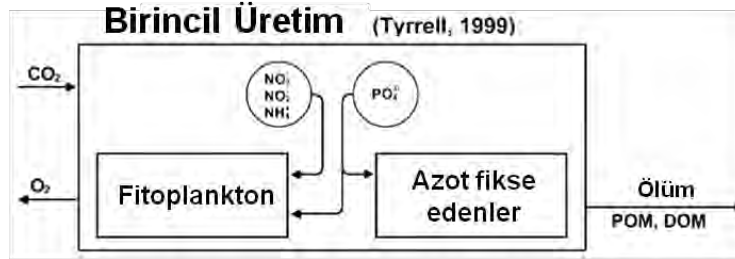 Birincil Üretim (Tyrrell, 1999)
CO₂
NO₃⁻
NO₂⁻
NH₄⁺
PO₄³⁻
O₂
Fitoplankton
Azot fikse
edenler
Ölüm
POM, DOM